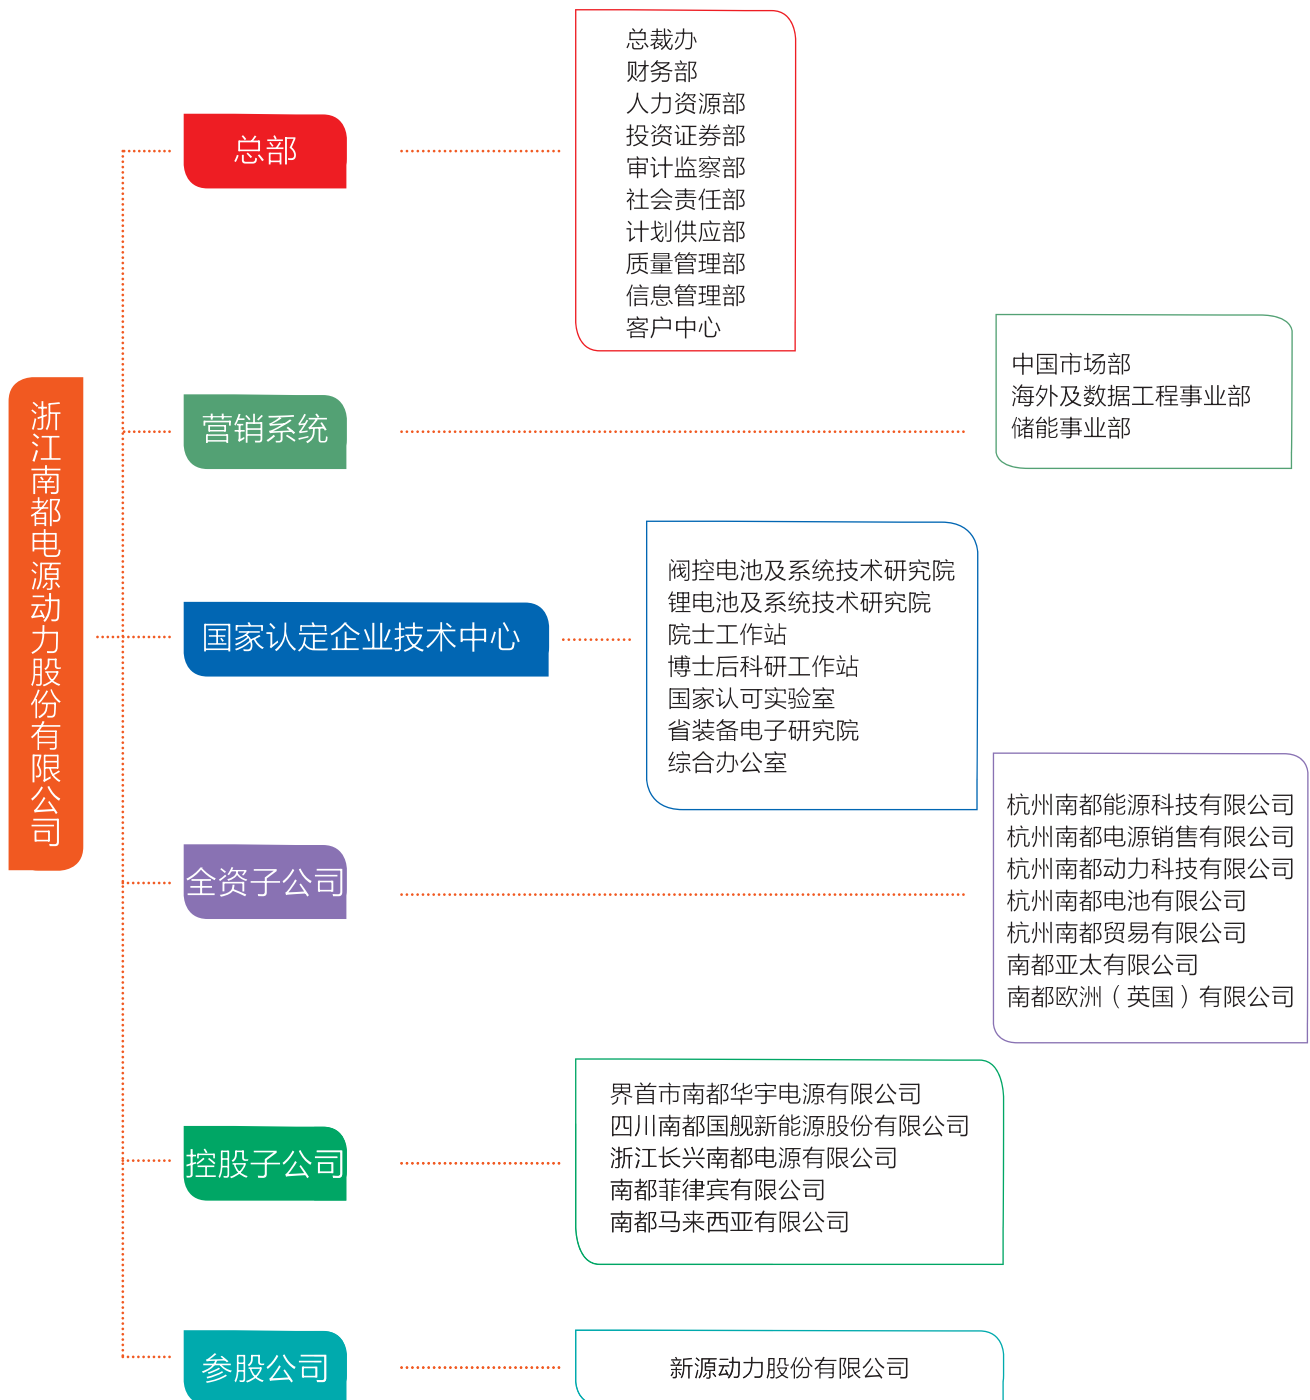 浙江南都电源动力股份有限公司
总部
总裁办
财务部
人力资源部
投资证券部
审计监察部
社会责任部
计划供应部
质量管理部
信息管理部
客户中心
营销系统
中国市场部
海外及数据工程事业部
储能事业部
国家认定企业技术中心
阀控电池及系统技术研究院
锂电池及系统技术研究院
院士工作站
博士后科研工作站
国家认可实验室
省装备电子研究院
综合办公室
全资子公司
杭州南都能源科技有限公司
杭州南都电源销售有限公司
杭州南都动力科技有限公司
杭州南都电池有限公司
杭州南都贸易有限公司
南都亚太有限公司
南都欧洲（英国）有限公司
控股子公司
界首市南都华宇电源有限公司
四川南都国舰新能源股份有限公司
浙江长兴南都电源有限公司
南都菲律宾有限公司
南都马来西亚有限公司
参股公司
新源动力股份有限公司